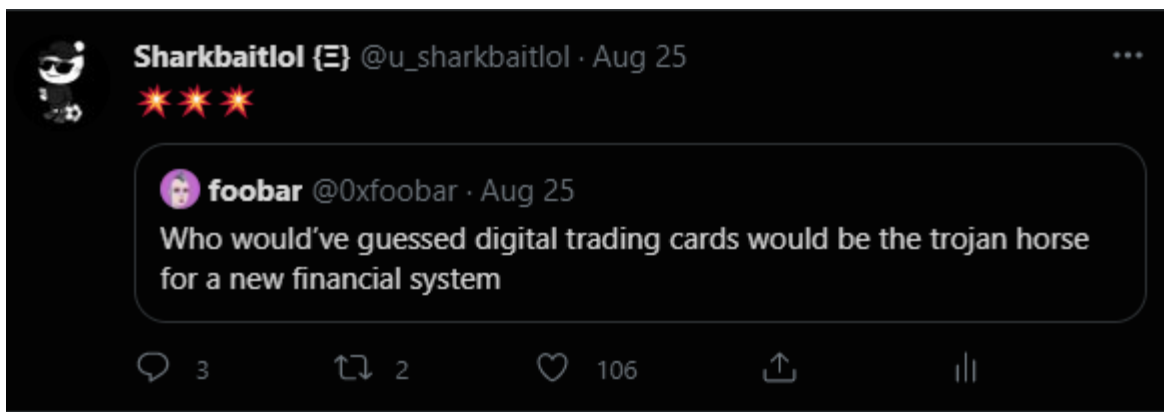 Sharkbaitlol {Ξ} @u_sharkbaitlol · Aug 25
💥💥💥
foobar @0xfoobar · Aug 25
Who would've guessed digital trading cards would be the trojan horse
for a new financial system
3 2 106